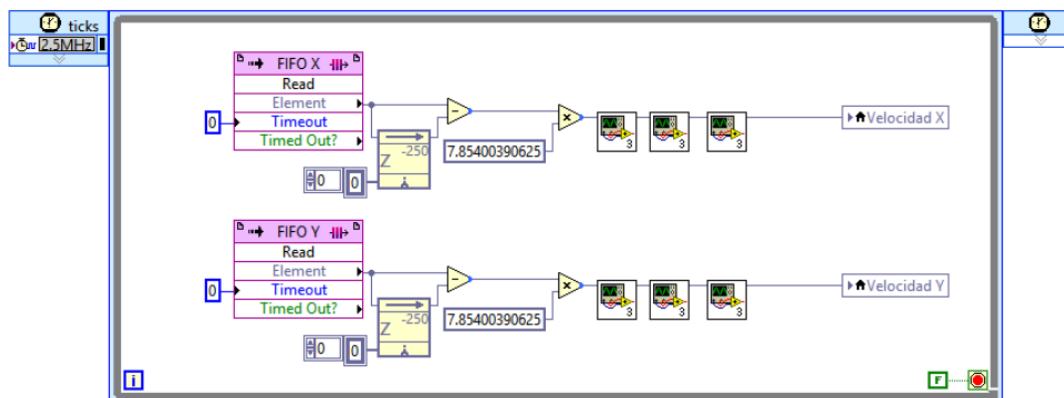 ticks
2.5MHz
FIFO X
Read
Element
0
Timeout
Timed Out?
-250
Z
0
0
-
7.85400390625
x
3
3
3
Velocidad X
FIFO Y
Read
Element
0
Timeout
Timed Out?
-250
Z
0
0
-
7.85400390625
x
3
3
3
Velocidad Y
i
F